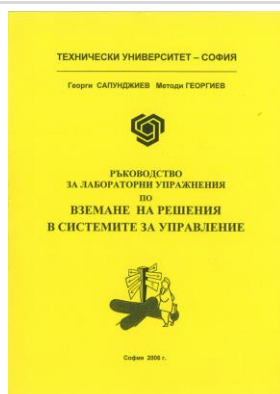 ТЕХНИЧЕСКИ УНИВЕРСИТЕТ – СОФИЯ
Георги САПУНДЖИЕВ Методи ГЕОРГИЕВ
РЪКОВОДСТВО
ЗА ЛАБОРАТОРНИ УПРАЖНЕНИЯ
ПО
ВЗЕМАНЕ НА РЕШЕНИЯ
В СИСТЕМИТЕ ЗА УПРАВЛЕНИЕ
София 2006 г.